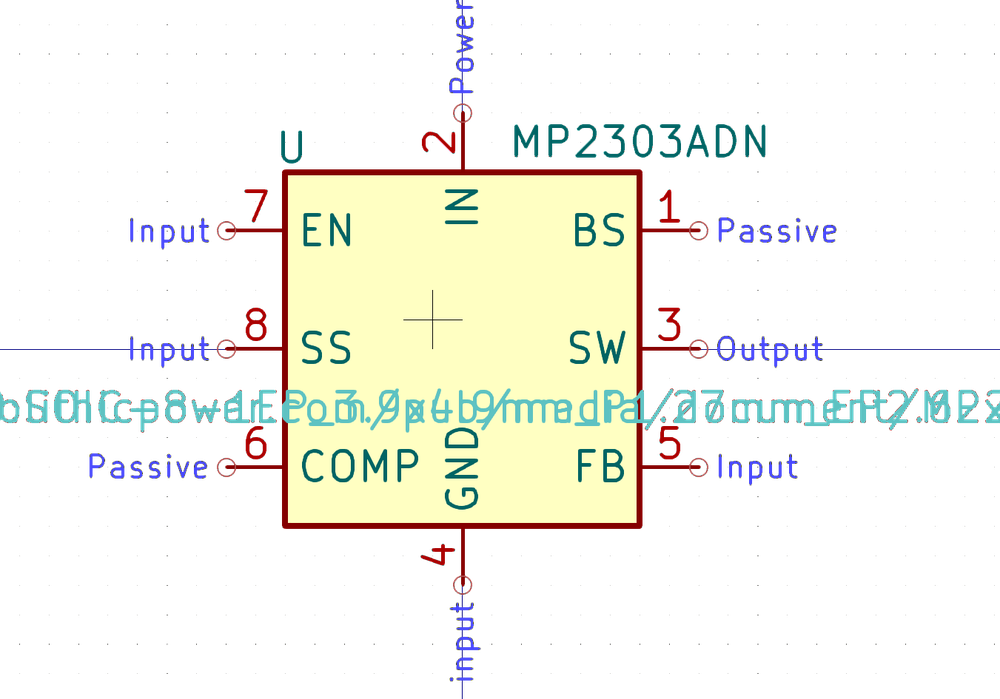 Power
U
MP2303ADN
2
IN
7
EN
Input
1
BS
Passive
8
SS
Input
3
SW
Output
6
COMP
Passive
5
FB
Input
GND
4
input